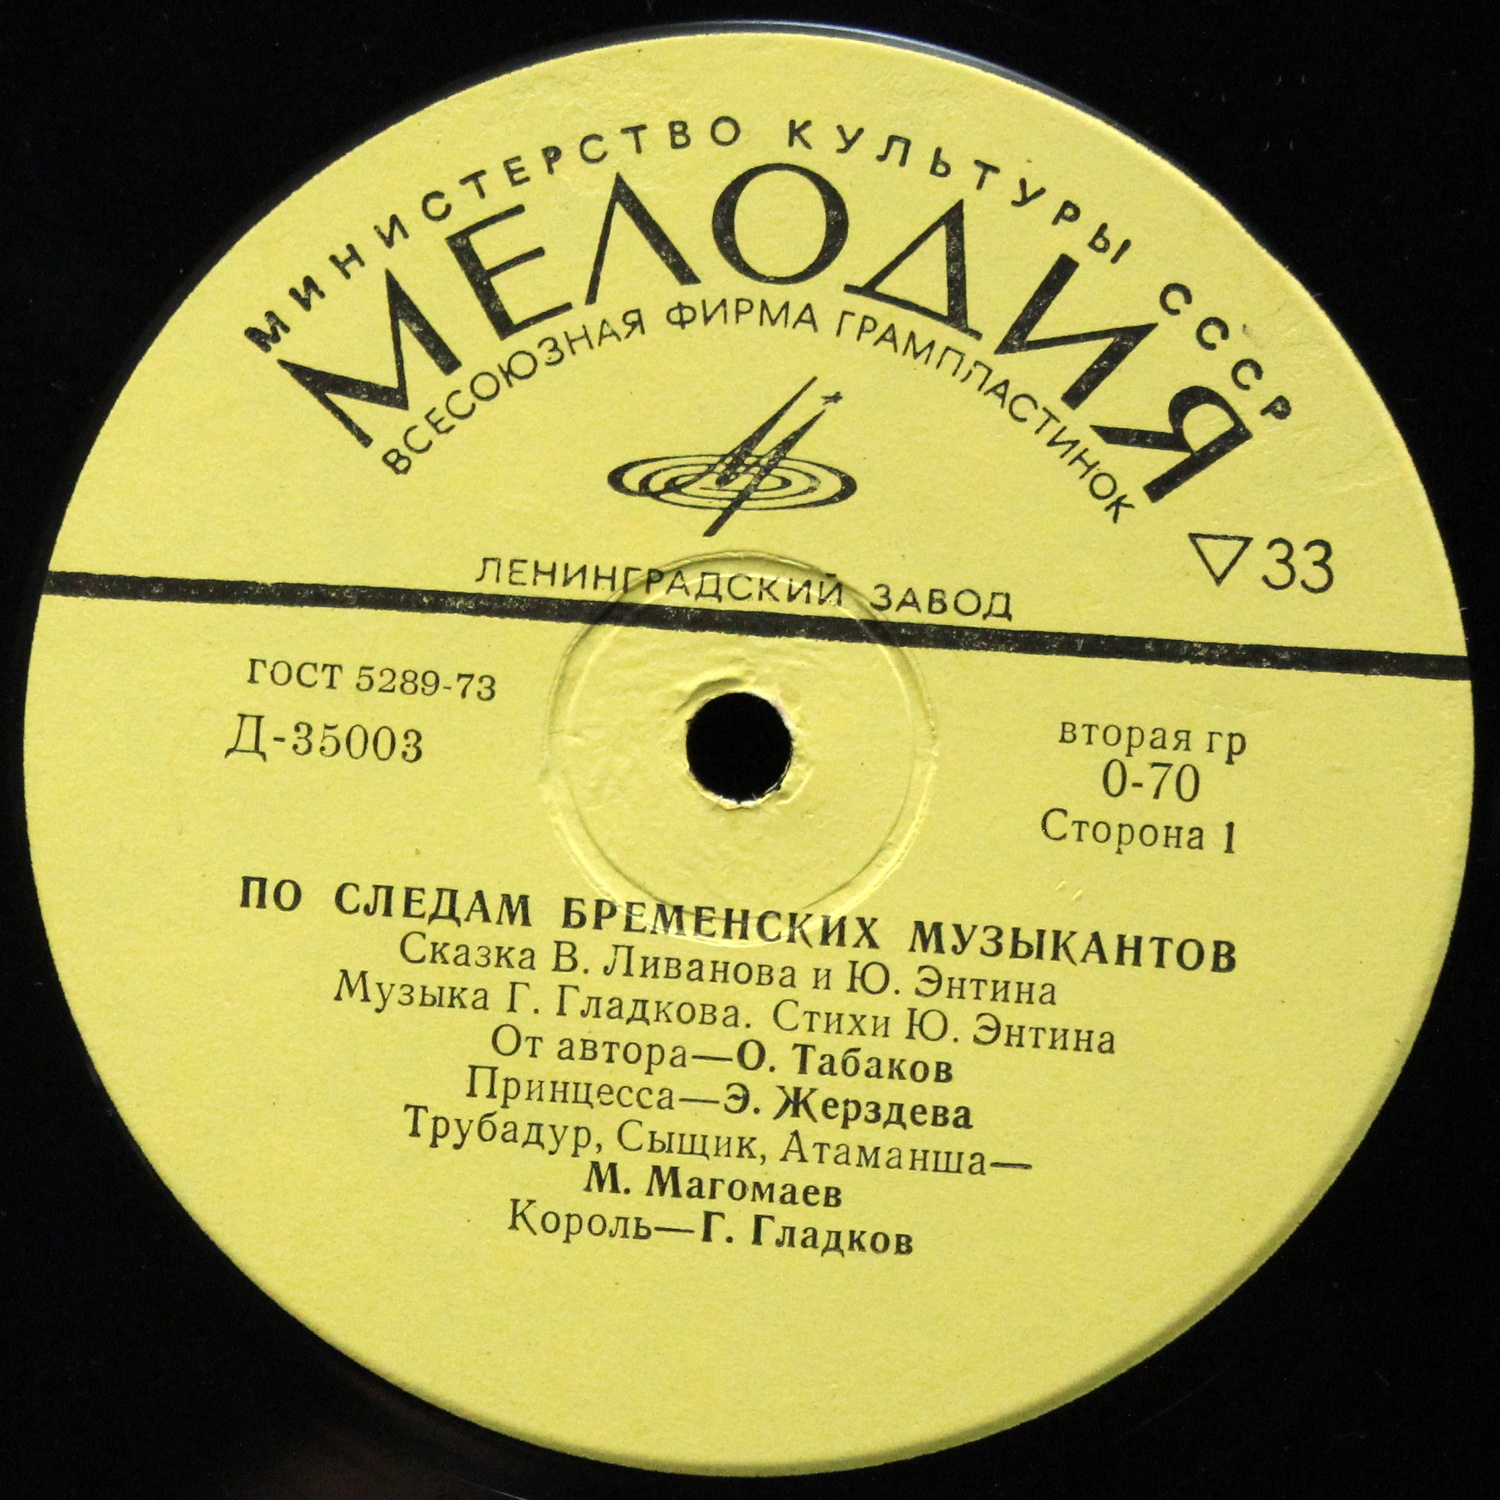 МИНИСТЕРСТВО КУЛЬТУРЫ СССР
МЕЛОДИЯ
ВСЕСОЮЗНАЯ ФИРМА ГРАМПЛАСТИНОК
33
ЛЕНИНГРАДСКИЙ ЗАВОД
ГОСТ 5289-73
Д-35003
вторая гр
0-70
Сторона 1
ПО СЛЕДАМ БРЕМЕНСКИХ МУЗЫКАНТОВ
Сказка В. Ливанова и Ю. Энтина
Музыка Г. Гладкова. Стихи Ю. Энтина
От автора—О. Табаков
Принцесса—Э. Жерздева
Трубадур, Сыщик, Атаманша—
М. Магомаев
Король—Г. Гладков